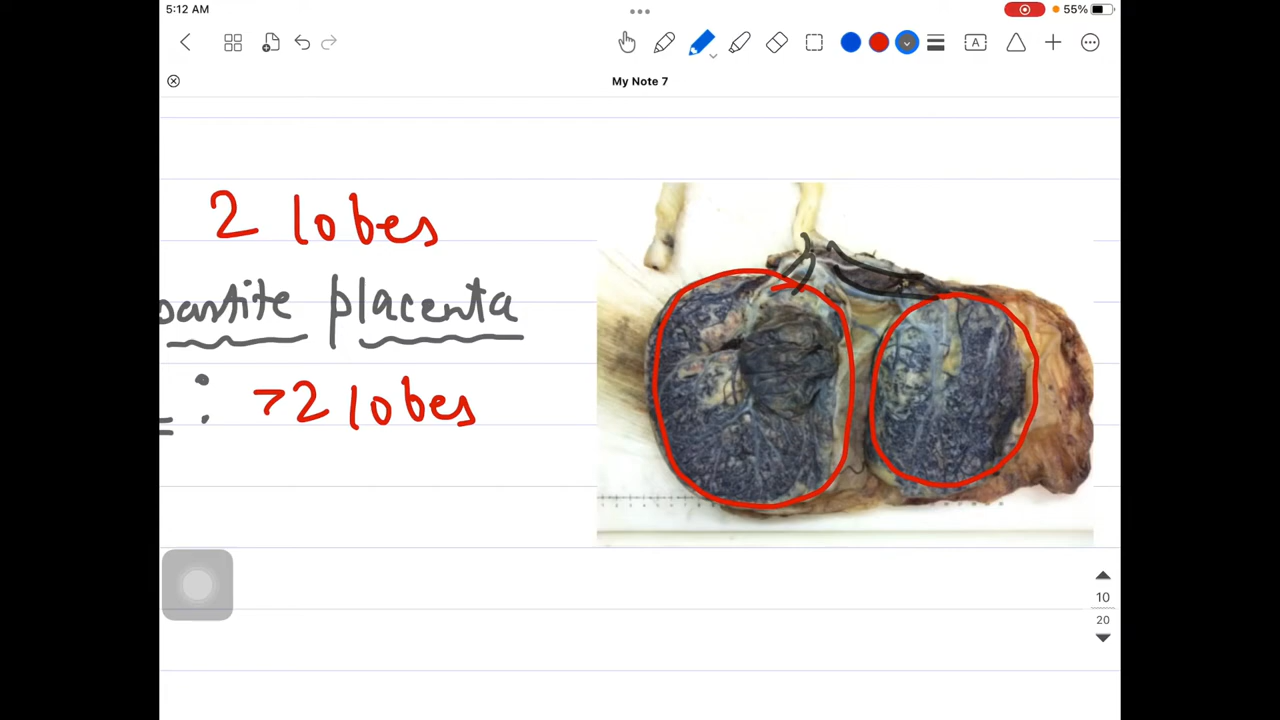 5:12 AM
55%
A
My Note 7
2 lobes
partite placenta
: >2 lobes
10
20